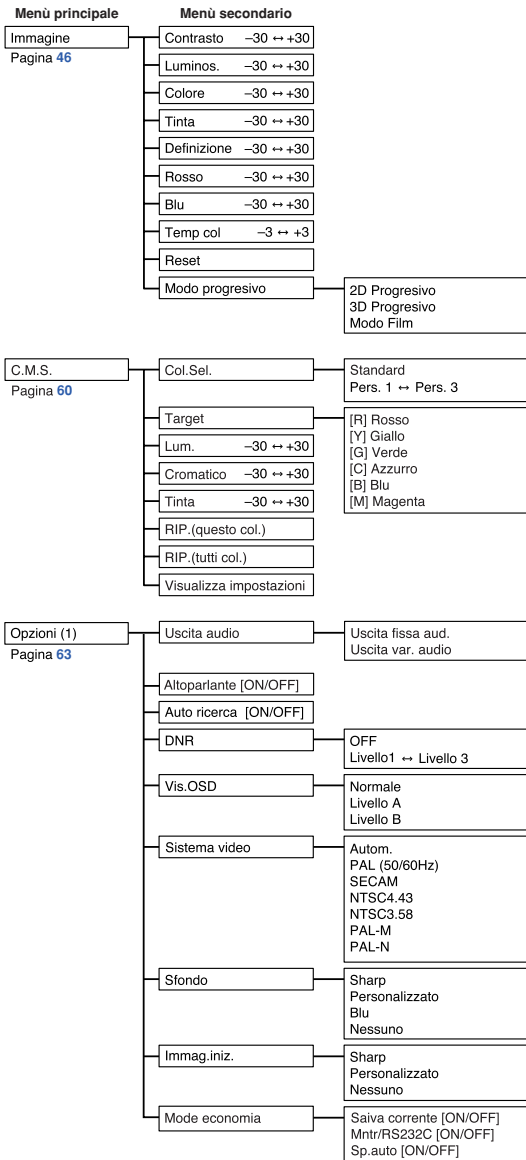 Menù principale Menù secondario
Immagine
Pagina 46
Contrasto –30 ↔ +30
Luminos. –30 ↔ +30
Colore –30 ↔ +30
Tinta –30 ↔ +30
Definizione –30 ↔ +30
Rosso –30 ↔ +30
Blu –30 ↔ +30
Temp col –3 ↔ +3
Reset
Modo progresivo
2D Progresivo
3D Progresivo
Modo Film
C.M.S.
Pagina 60
Col.Sel.
Standard
Pers. 1 ↔ Pers. 3
Target
[R] Rosso
[Y] Giallo
[G] Verde
[C] Azzurro
[B] Blu
[M] Magenta
Lum. –30 ↔ +30
Cromatico –30 ↔ +30
Tinta –30 ↔ +30
RIP.(questo col.)
RIP.(tutti col.)
Visualizza impostazioni
Opzioni (1)
Pagina 63
Uscita audio
Uscita fissa aud.
Uscita var. audio
Altoparlante [ON/OFF]
Auto ricerca [ON/OFF]
DNR
OFF
Livello1 ↔ Livello 3
Vis.OSD
Normale
Livello A
Livello B
Sistema video
Autom.
PAL (50/60Hz)
SECAM
NTSC4.43
NTSC3.58
PAL-M
PAL-N
Sfondo
Sharp
Personalizzato
Blu
Nessuno
Immag.iniz.
Sharp
Personalizzato
Nessuno
Mode economia
Saiva corrente [ON/OFF]
Mntr/RS232C [ON/OFF]
Sp.auto [ON/OFF]